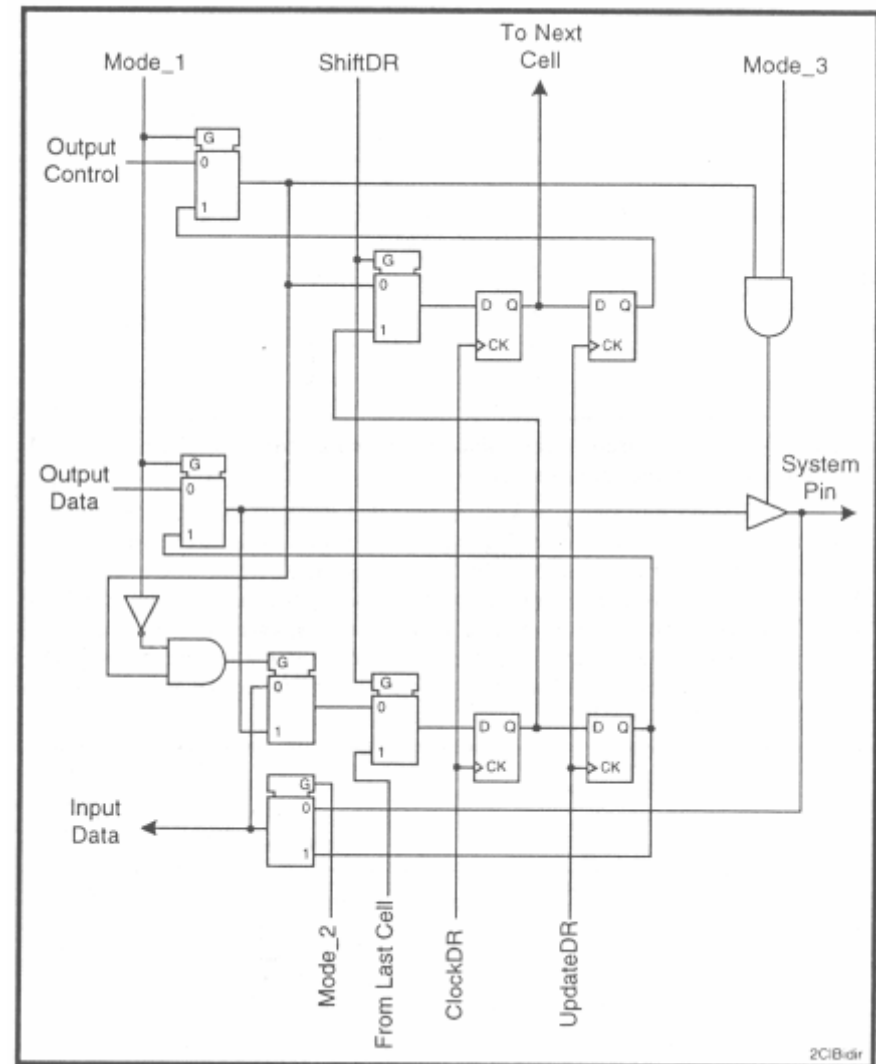 To Next
Cell
Mode_1
ShiftDR
Mode_3
Output
Control
G
0
1
G
0
1
D Q
CK
D Q
CK
Output
Data
G
0
1
System
Pin
G
0
1
G
0
1
D Q
CK
D Q
CK
Input
Data
G
0
1
Mode_2
From Last Cell
ClockDR
UpdateDR
2CIBidir